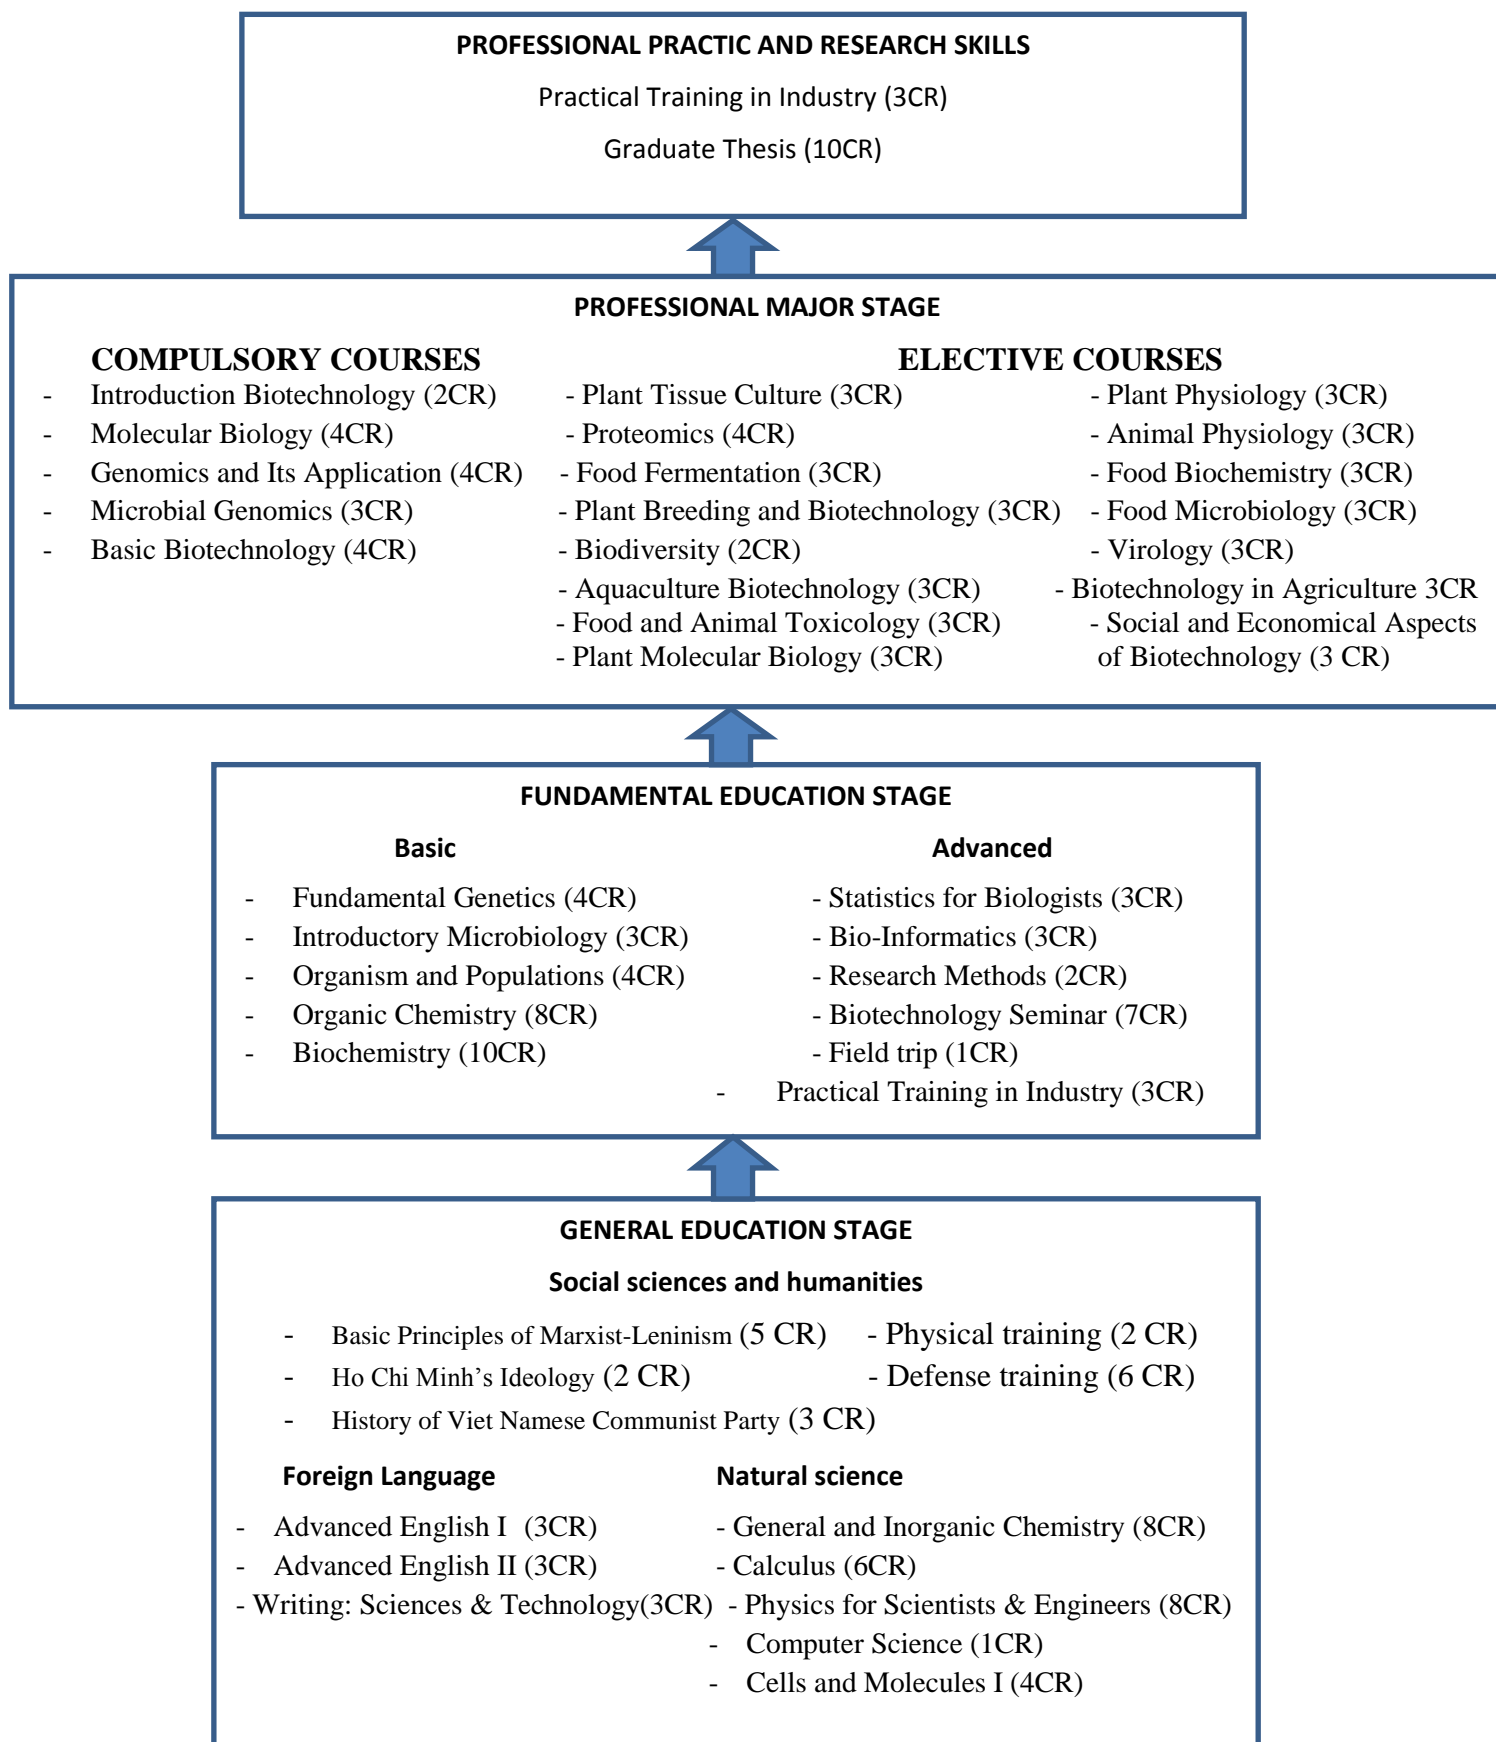 PROFESSIONAL PRACTIC AND RESEARCH SKILLS
Practical Training in Industry (3CR)
Graduate Thesis (10CR)
PROFESSIONAL MAJOR STAGE
COMPULSORY COURSES
- Introduction Biotechnology (2CR)
- Molecular Biology (4CR)
- Genomics and Its Application (4CR)
- Microbial Genomics (3CR)
- Basic Biotechnology (4CR)
ELECTIVE COURSES
- Plant Tissue Culture (3CR)
- Proteomics (4CR)
- Food Fermentation (3CR)
- Plant Breeding and Biotechnology (3CR)
- Biodiversity (2CR)
- Aquaculture Biotechnology (3CR)
- Food and Animal Toxicology (3CR)
- Plant Molecular Biology (3CR)
- Plant Physiology (3CR)
- Animal Physiology (3CR)
- Food Biochemistry (3CR)
- Food Microbiology (3CR)
- Virology (3CR)
- Biotechnology in Agriculture 3CR
- Social and Economical Aspects
of Biotechnology (3 CR)
FUNDAMENTAL EDUCATION STAGE
Basic
- Fundamental Genetics (4CR)
- Introductory Microbiology (3CR)
- Organism and Populations (4CR)
- Organic Chemistry (8CR)
- Biochemistry (10CR)
Advanced
- Statistics for Biologists (3CR)
- Bio-Informatics (3CR)
- Research Methods (2CR)
- Biotechnology Seminar (7CR)
- Field trip (1CR)
- Practical Training in Industry (3CR)
GENERAL EDUCATION STAGE
Social sciences and humanities
- Basic Principles of Marxist-Leninism (5 CR)
- Ho Chi Minh’s Ideology (2 CR)
- History of Viet Namese Communist Party (3 CR)
- Physical training (2 CR)
- Defense training (6 CR)
Foreign Language
- Advanced English I (3CR)
- Advanced English II (3CR)
- Writing: Sciences & Technology(3CR)
Natural science
- General and Inorganic Chemistry (8CR)
- Calculus (6CR)
- Physics for Scientists & Engineers (8CR)
- Computer Science (1CR)
- Cells and Molecules I (4CR)